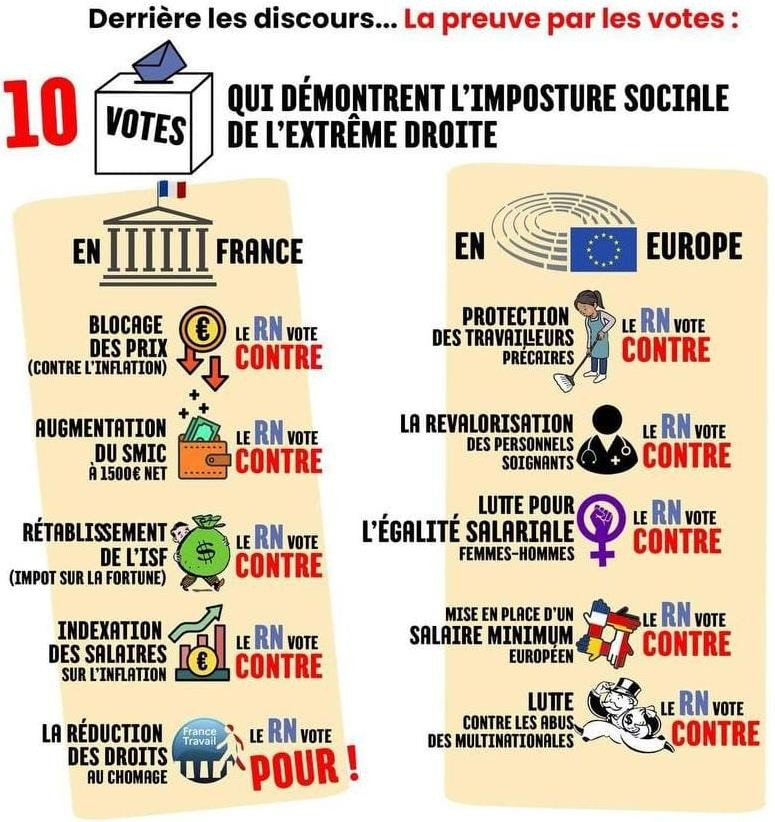 Derrière les discours... La preuve par les votes :
10 VOTES
QUI DÉMONTRENT L'IMPOSTURE SOCIALE
DE L'EXTRÊME DROITE
EN FRANCE
BLOCAGE
DES PRIX
(CONTRE L'INFLATION)
LE RN VOTE
CONTRE
AUGMENTATION
DU SMIC
À 1500€ NET
LE RN VOTE
CONTRE
RÉTABLISSEMENT
DE L'ISF
(IMPOT SUR LA FORTUNE)
LE RN VOTE
CONTRE
INDEXATION
DES SALAIRES
SUR L'INFLATION
LE RN VOTE
CONTRE
LA RÉDUCTION
DES DROITS
AU CHOMAGE
France
Travail
LE RN VOTE
POUR !
EN EUROPE
PROTECTION
DES TRAVAILLEURS
PRÉCAIRES
LE RN VOTE
CONTRE
LA REVALORISATION
DES PERSONNELS
SOIGNANTS
LE RN VOTE
CONTRE
LUTTE POUR
L'ÉGALITÉ SALARIALE
FEMMES-HOMMES
LE RN VOTE
CONTRE
MISE EN PLACE D'UN
SALAIRE MINIMUM
EUROPÉEN
LE RN VOTE
CONTRE
LUTTE
CONTRE LES ABUS
DES MULTINATIONALES
LE RN VOTE
CONTRE